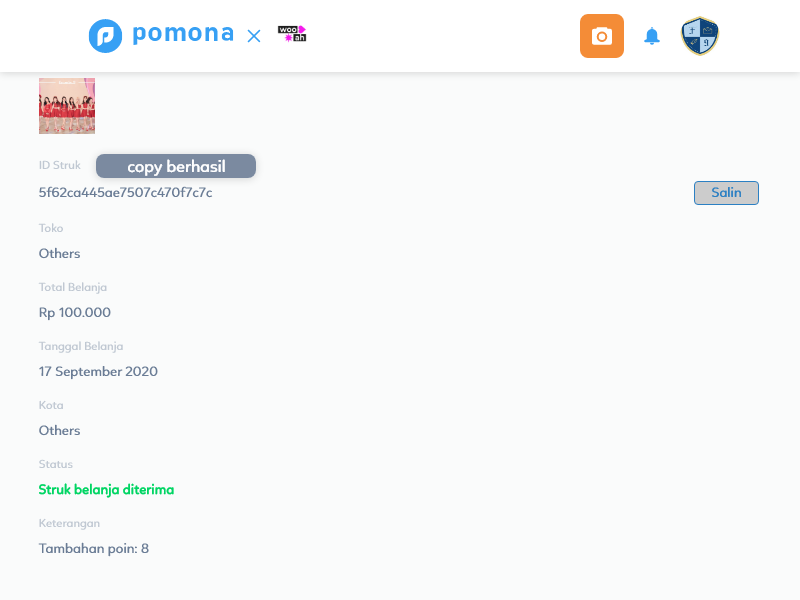 pomona
woo
ah
ID Struk
copy berhasil
5f62ca445ae7507c470f7c7c
Salin
Toko
Others
Total Belanja
Rp 100.000
Tanggal Belanja
17 September 2020
Kota
Others
Status
Struk belanja diterima
Keterangan
Tambahan poin: 8